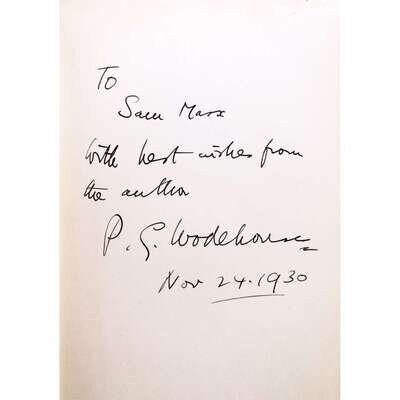 To
Sam Marx
With best wishes from
the author
P. G. Wodehouse
Nov 24.1930